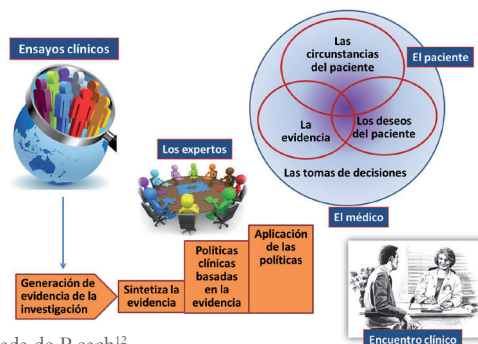 Ensayos clínicos
Las
circunstancias
del paciente
El paciente
La
evidencia
Los deseos
del paciente
Las tomas de decisiones
El médico
Los expertos
Generación de
evidencia de la
investigación
Sintetiza la
evidencia
Políticas
clínicas
basadas
en la
evidencia
Aplicación
de las
políticas
Encuentro clínico